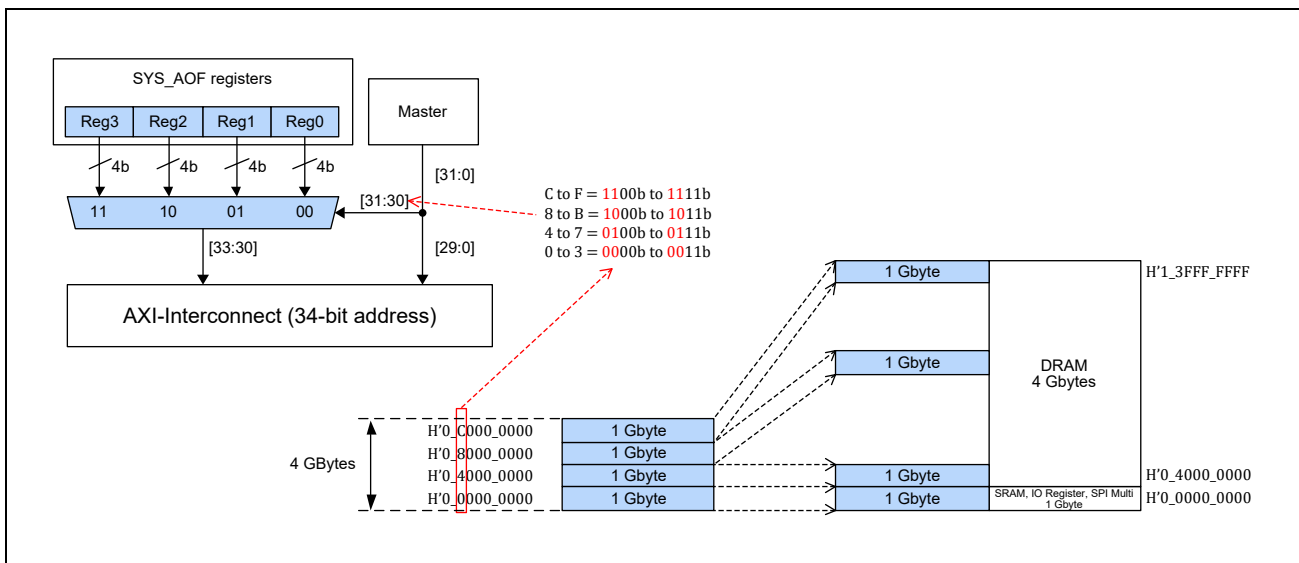 SYS_AOF registers
Reg3 Reg2 Reg1 Reg0
Master
4b 4b 4b 4b
[31:0]
[31:30]
11 10 01 00
[33:30]
[29:0]
AXI-Interconnect (34-bit address)
C to F = 1100b to 1111b
8 to B = 1000b to 1011b
4 to 7 = 0100b to 0111b
0 to 3 = 0000b to 0011b
4 GBytes
H'0_C000_0000
H'0_8000_0000
H'0_4000_0000
H'0_0000_0000
1 Gbyte
1 Gbyte
1 Gbyte
1 Gbyte
1 Gbyte
1 Gbyte
1 Gbyte
1 Gbyte
DRAM
4 Gbytes
SRAM, IO Register, SPI Multi
1 Gbyte
H'1_3FFF_FFFF
H'0_4000_0000
H'0_0000_0000